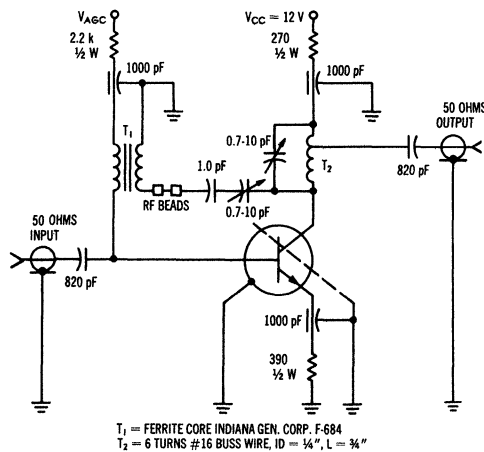 V_AGC
2.2 k
½ W
1000 pF
V_CC = 12 V
270
½ W
1000 pF
T₁
0.7-10 pF
T₂
50 OHMS
OUTPUT
820 pF
1.0 pF
RF BEADS
0.7-10 pF
50 OHMS
INPUT
820 pF
1000 pF
390
½ W
T₁ = FERRITE CORE INDIANA GEN. CORP. F-684
T₂ = 6 TURNS #16 BUSS WIRE, ID = ¼", L = ¾"